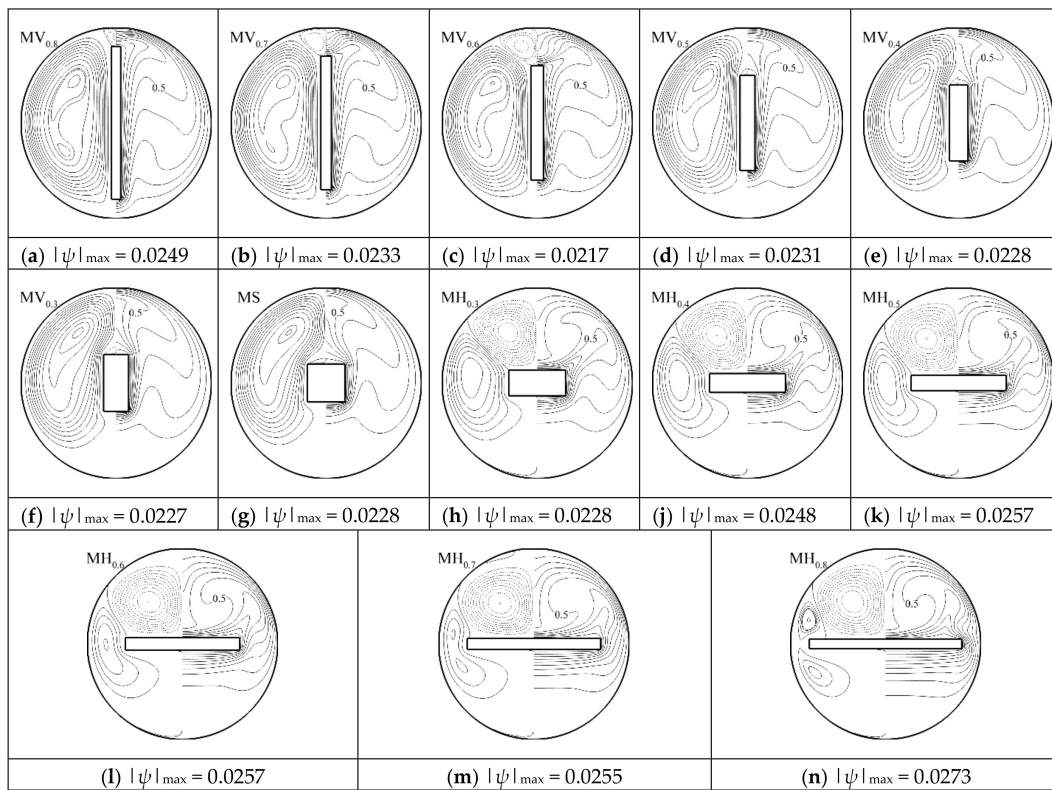 MV0.8 MV0.7 MV0.6 MV0.5 MV0.4
0.5 0.5 0.5 0.5 0.5
(a) |ψ|max = 0.0249 (b) |ψ|max = 0.0233 (c) |ψ|max = 0.0217 (d) |ψ|max = 0.0231 (e) |ψ|max = 0.0228
MV0.3 MS MH0.3 MH0.4 MH0.5
0.5 0.5 0.5 0.5 0.5
(f) |ψ|max = 0.0227 (g) |ψ|max = 0.0228 (h) |ψ|max = 0.0228 (j) |ψ|max = 0.0248 (k) |ψ|max = 0.0257
MH0.6 MH0.7 MH0.8
0.5 0.5 0.5
(l) |ψ|max = 0.0257 (m) |ψ|max = 0.0255 (n) |ψ|max = 0.0273